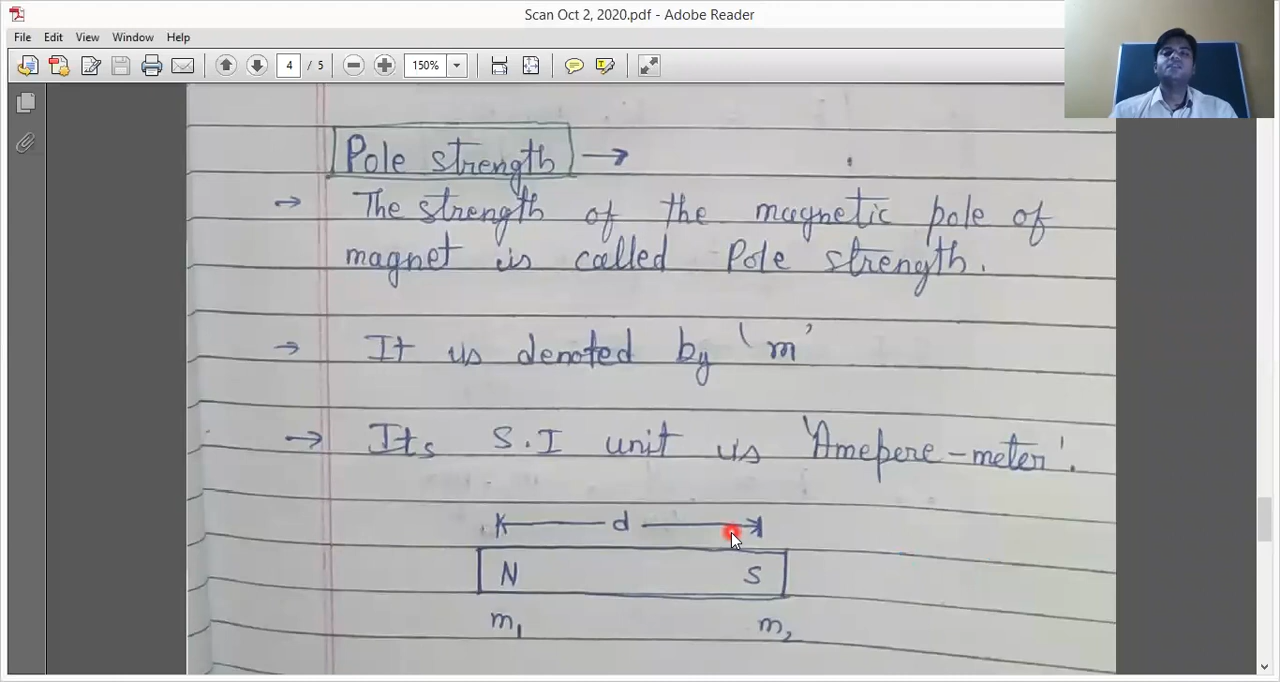 Scan Oct 2, 2020.pdf - Adobe Reader
File Edit View Window Help
4 / 5 150%
Pole strength →
→ The strength of the magnetic pole of
magnet is called Pole strength.
→ It is denoted by 'm'
→ Its S.I unit is 'Amepere-meter'.
d
N S
m₁ m₂